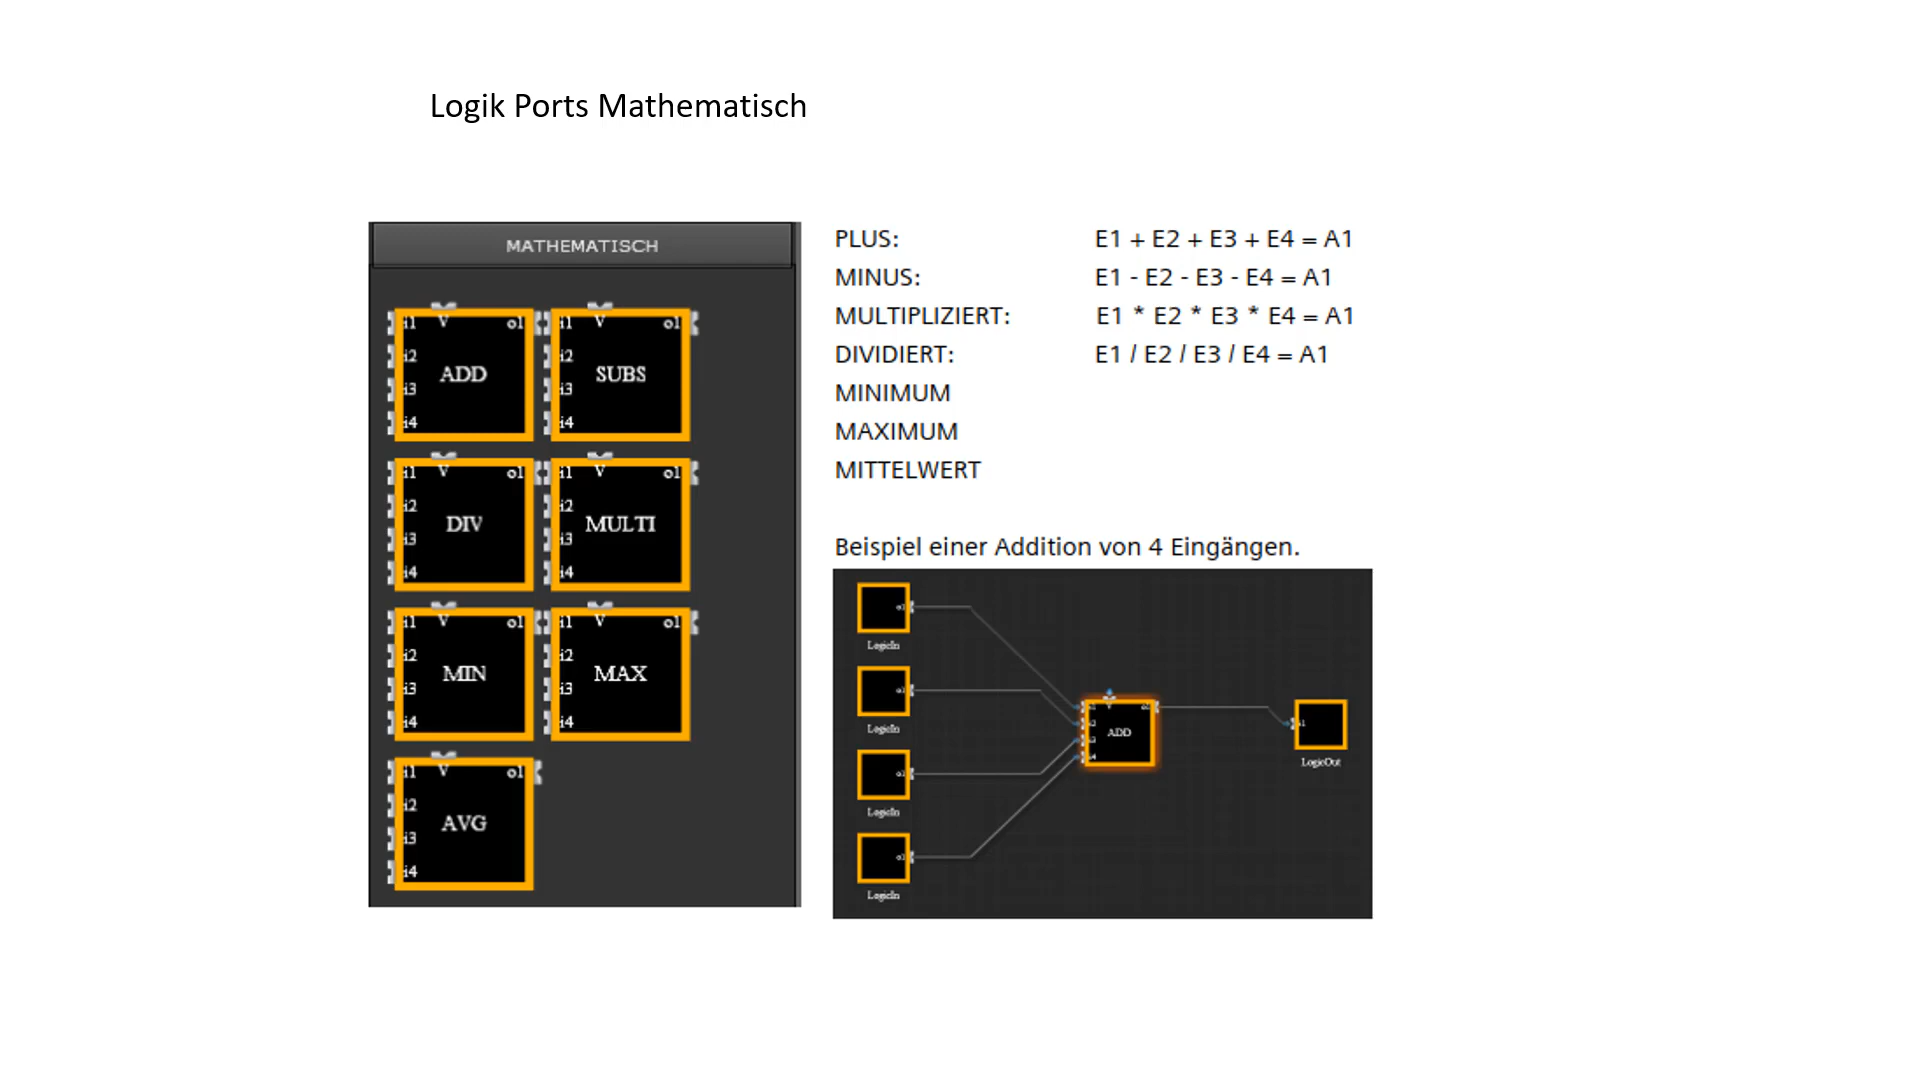 Logik Ports Mathematisch
MATHEMATISCH
i1 V o1
i2
ADD
i3
i4
i1 V o1
i2
SUBS
i3
i4
i1 V o1
i2
DIV
i3
i4
i1 V o1
i2
MULTI
i3
i4
i1 V o1
i2
MIN
i3
i4
i1 V o1
i2
MAX
i3
i4
i1 V o1
i2
AVG
i3
i4
PLUS: E1 + E2 + E3 + E4 = A1
MINUS: E1 - E2 - E3 - E4 = A1
MULTIPLIZIERT: E1 * E2 * E3 * E4 = A1
DIVIDIERT: E1 / E2 / E3 / E4 = A1
MINIMUM
MAXIMUM
MITTELWERT
Beispiel einer Addition von 4 Eingängen.
o1
LogicIn
o1
LogicIn
o1
LogicIn
o1
LogicIn
ADD
LogicOut